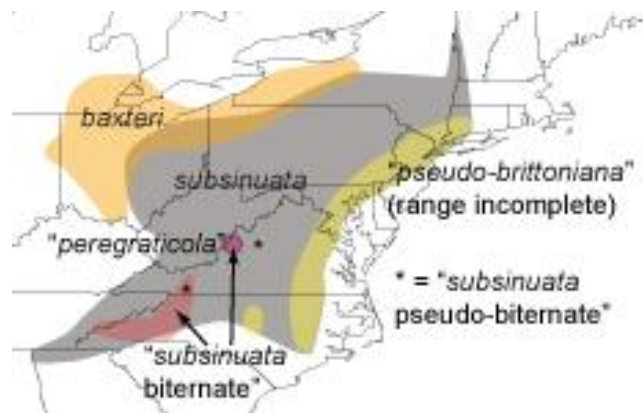 baxteri
subsinuata
"pseudo-brittoniana"
(range incomplete)
"peregraticola"
* = "subsinuata
pseudo-biternate"
"subsinuata
biternate"